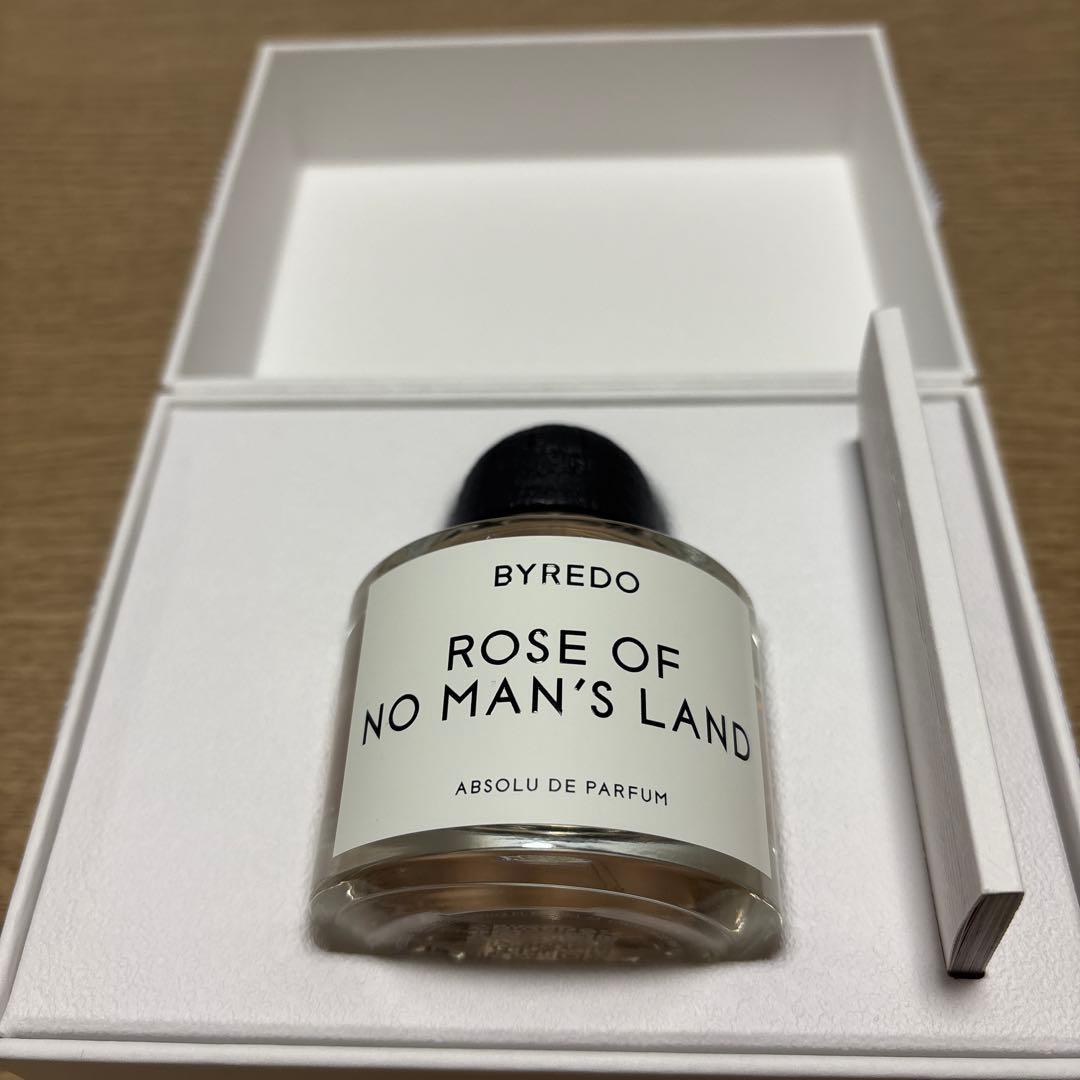 BYREDO
ROSE OF
NO MAN'S LAND
ABSOLU DE PARFUM